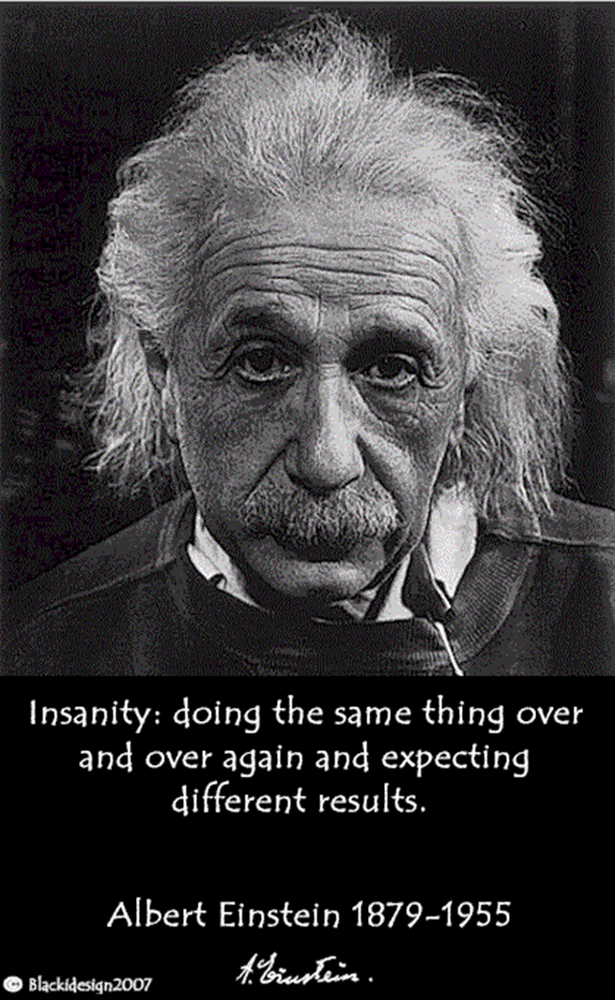 Insanity: doing the same thing over
and over again and expecting
different results.
Albert Einstein 1879-1955
A. Einstein.
© Blackidesign2007